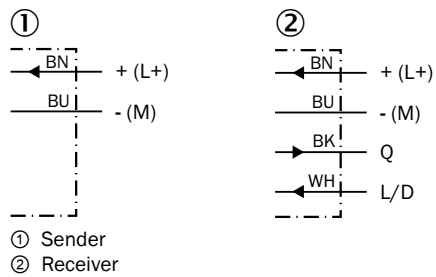 ① ②
BN + (L+)
BU - (M)
BN + (L+)
BU - (M)
BK Q
WH L/D
① Sender
② Receiver